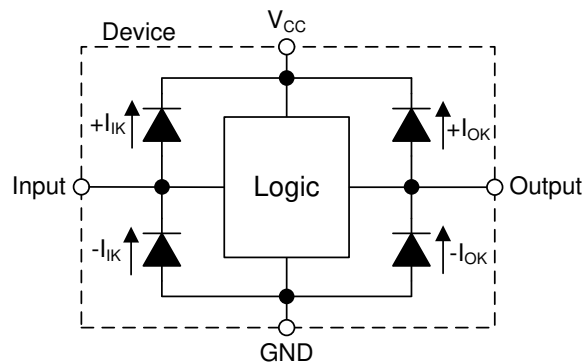 Device
VCC
+IIK
+IOK
Input
Logic
Output
-IIK
-IOK
GND